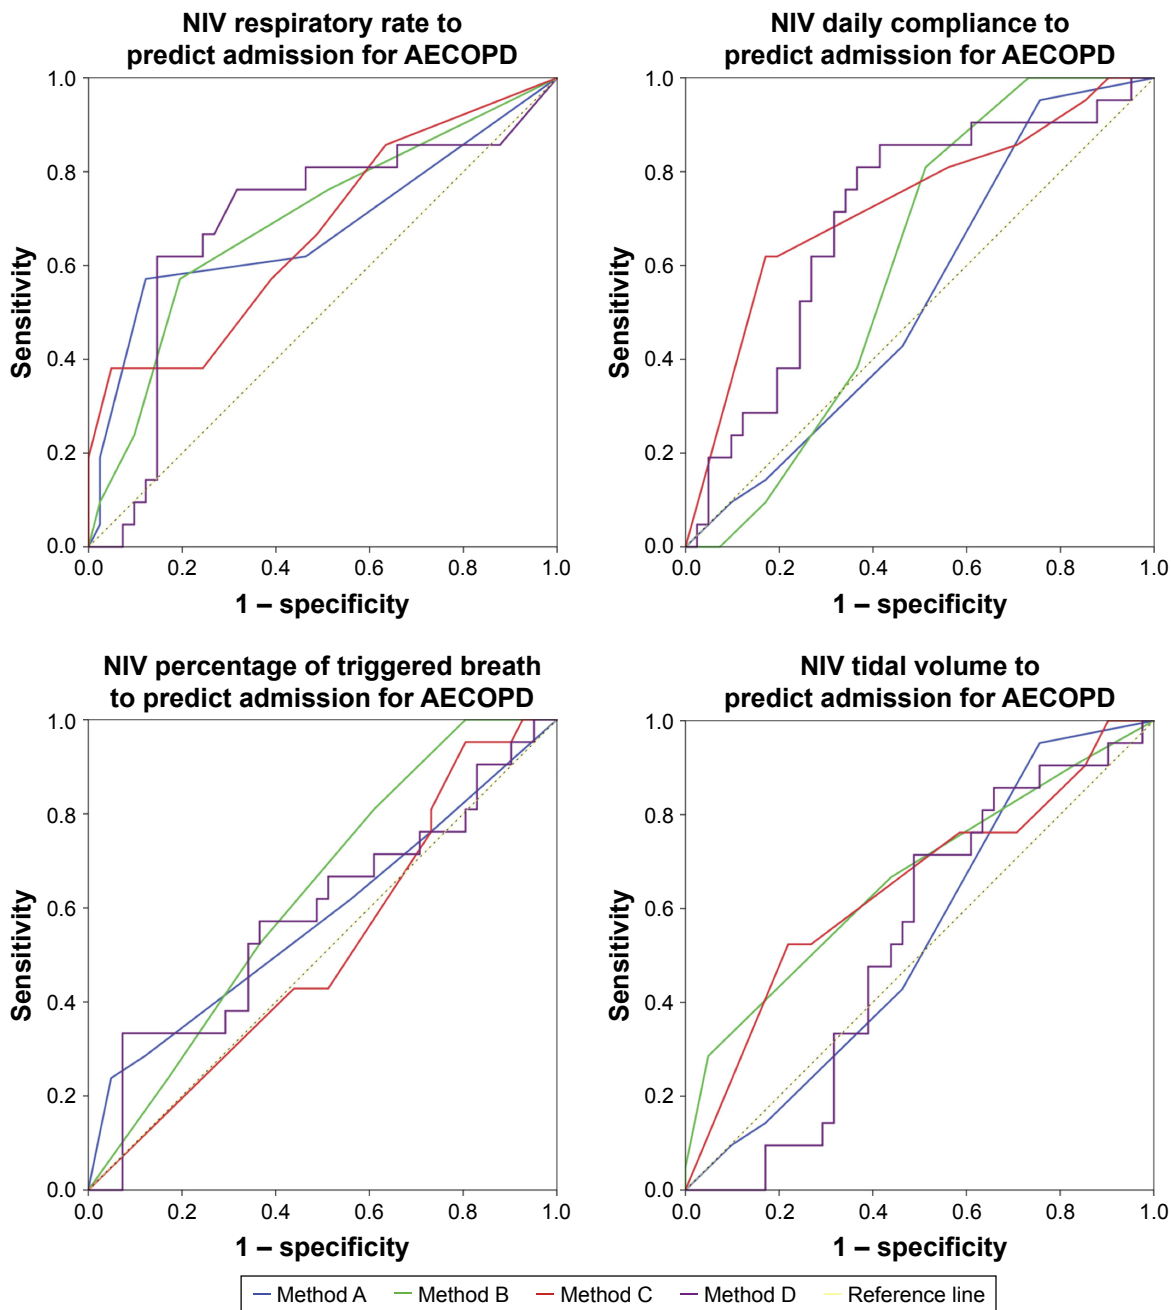 NIV respiratory rate to
predict admission for AECOPD
1.0
0.8
0.6
0.4
0.2
0.0
Sensitivity
0.0 0.2 0.4 0.6 0.8 1.0
1 – specificity
NIV daily compliance to
predict admission for AECOPD
1.0
0.8
0.6
0.4
0.2
0.0
Sensitivity
0.0 0.2 0.4 0.6 0.8 1.0
1 – specificity
NIV percentage of triggered breath
to predict admission for AECOPD
1.0
0.8
0.6
0.4
0.2
0.0
Sensitivity
0.0 0.2 0.4 0.6 0.8 1.0
1 – specificity
NIV tidal volume to
predict admission for AECOPD
1.0
0.8
0.6
0.4
0.2
0.0
Sensitivity
0.0 0.2 0.4 0.6 0.8 1.0
1 – specificity
Method A Method B Method C Method D Reference line